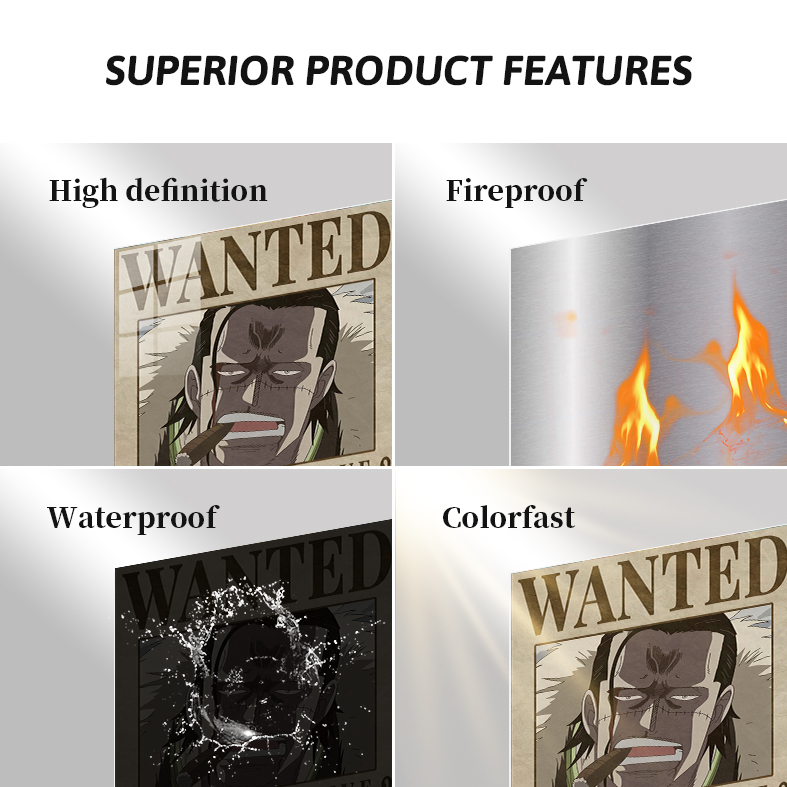 SUPERIOR PRODUCT FEATURES
High definition
Fireproof
WANTED
Waterproof
Colorfast
WANTED
WANTED